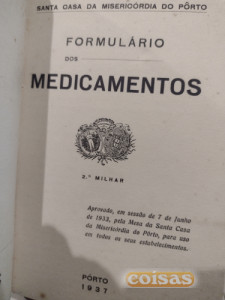 SANTA CASA DA MISERICÓRDIA DO PÔRTO
FORMULÁRIO
DOS
MEDICAMENTOS
2.º MILHAR
Aprovado, em sessão de 7 de Junho
de 1932, pela Mesa da Santa Casa
da Misericórdia do Pôrto, para uso
em todos os seus estabelecimentos.
PÔRTO
1937
coisas